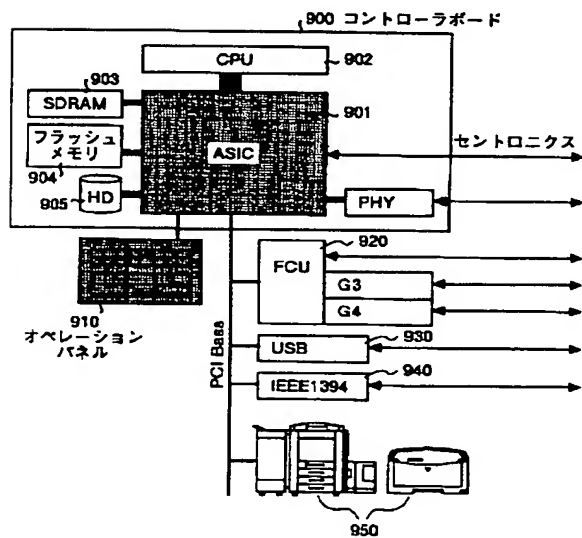 900 コントローラボード
CPU
902
903
SDRAM
901
フラッシュ
メモリ
ASIC
セントロニクス
904
905
HD
PHY
920
FCU
G3
G4
910
オペレーション
パネル
930
USB
940
IEEE1394
PCI Bass
950